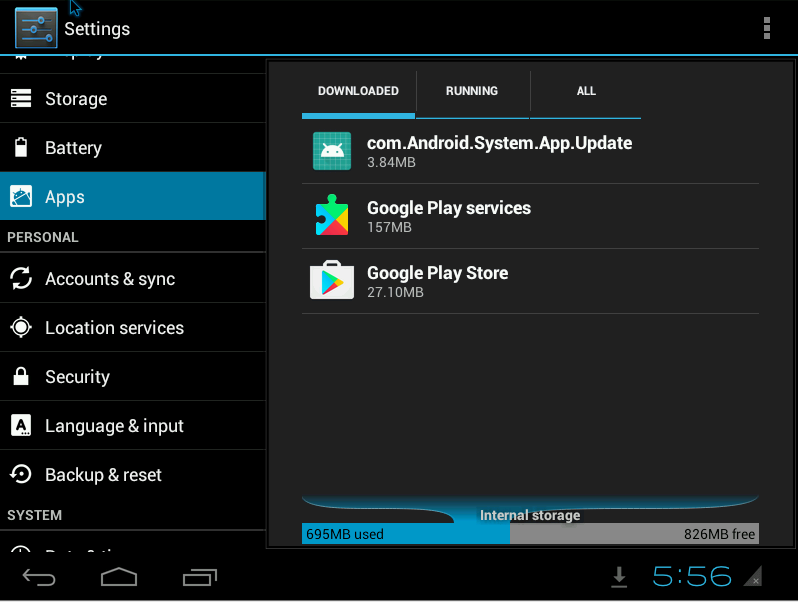 Settings
Storage
Battery
Apps
PERSONAL
Accounts & sync
Location services
Security
Language & input
Backup & reset
SYSTEM
DOWNLOADED
RUNNING
ALL
com.Android.System.App.Update
3.84MB
Google Play services
157MB
Google Play Store
27.10MB
Internal storage
695MB used
826MB free
5:56